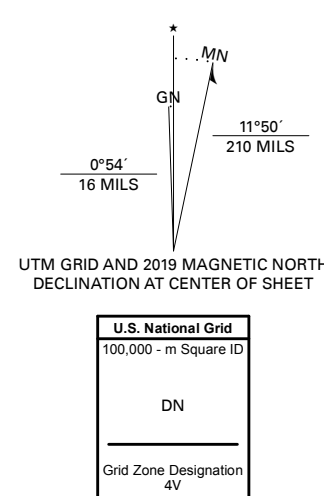 ★
MN
GN
11°50´
210 MILS
0°54´
16 MILS
UTM GRID AND 2019 MAGNETIC NORTH
DECLINATION AT CENTER OF SHEET
U.S. National Grid
100,000 - m Square ID
DN
Grid Zone Designation
4V